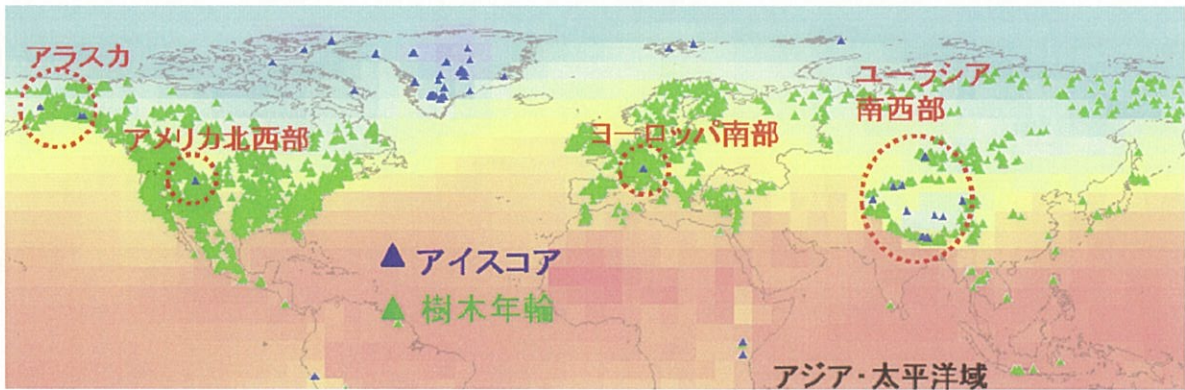 アラスカ
アメリカ北西部
ヨーロッパ南部
ユーラシア
南西部
アイスコア
樹木年輪
アジア・太平洋域